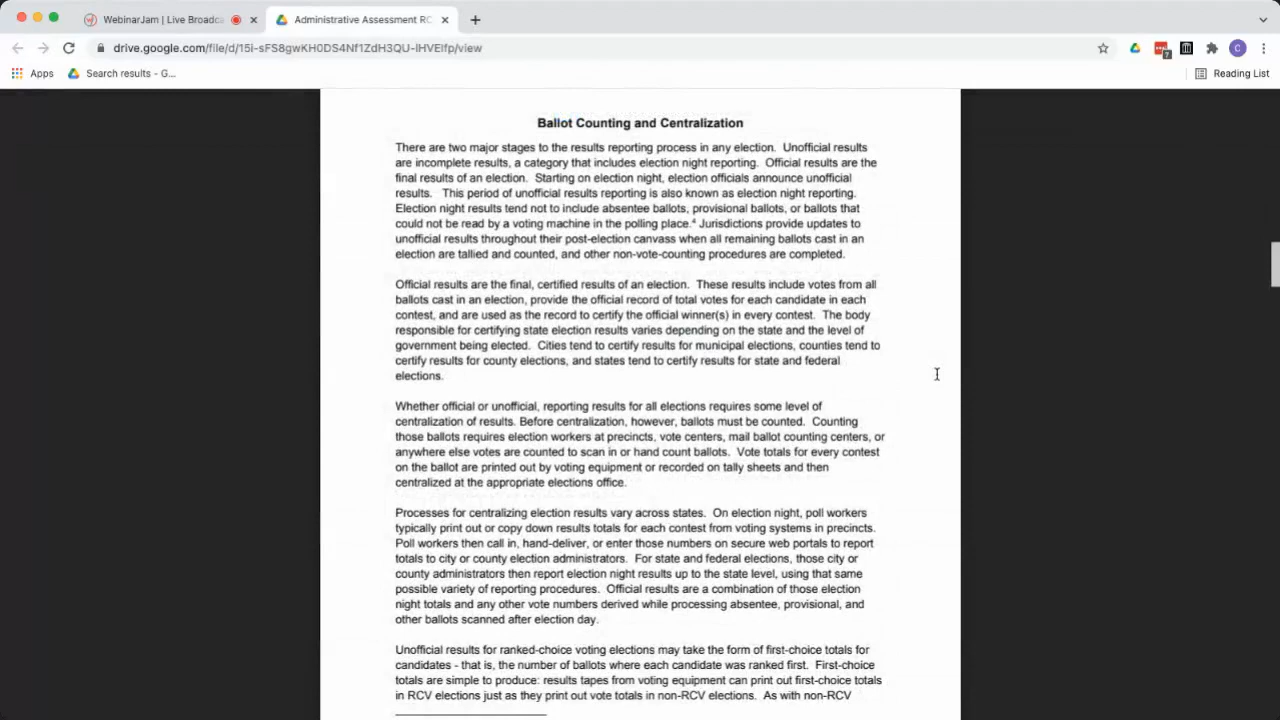 WebinarJam | Live Broadca
Administrative Assessment RC
drive.google.com/file/d/15i-sFS8gwKH0DS4Nf1ZdH3QU-lHVElfp/view
7
C
Apps
Search results - G...
Reading List
Ballot Counting and Centralization
There are two major stages to the results reporting process in any election. Unofficial results
are incomplete results, a category that includes election night reporting. Official results are the
final results of an election. Starting on election night, election officials announce unofficial
results. This period of unofficial results reporting is also known as election night reporting.
Election night results tend not to include absentee ballots, provisional ballots, or ballots that
could not be read by a voting machine in the polling place.⁴ Jurisdictions provide updates to
unofficial results throughout their post-election canvass when all remaining ballots cast in an
election are tallied and counted, and other non-vote-counting procedures are completed.
Official results are the final, certified results of an election. These results include votes from all
ballots cast in an election, provide the official record of total votes for each candidate in each
contest, and are used as the record to certify the official winner(s) in every contest. The body
responsible for certifying state election results varies depending on the state and the level of
government being elected. Cities tend to certify results for municipal elections, counties tend to
certify results for county elections, and states tend to certify results for state and federal
elections.
Whether official or unofficial, reporting results for all elections requires some level of
centralization of results. Before centralization, however, ballots must be counted. Counting
those ballots requires election workers at precincts, vote centers, mail ballot counting centers, or
anywhere else votes are counted to scan in or hand count ballots. Vote totals for every contest
on the ballot are printed out by voting equipment or recorded on tally sheets and then
centralized at the appropriate elections office.
Processes for centralizing election results vary across states. On election night, poll workers
typically print out or copy down results totals for each contest from voting systems in precincts.
Poll workers then call in, hand-deliver, or enter those numbers on secure web portals to report
totals to city or county election administrators. For state and federal elections, those city or
county administrators then report election night results up to the state level, using that same
possible variety of reporting procedures. Official results are a combination of those election
night totals and any other vote numbers derived while processing absentee, provisional, and
other ballots scanned after election day.
Unofficial results for ranked-choice voting elections may take the form of first-choice totals for
candidates - that is, the number of ballots where each candidate was ranked first. First-choice
totals are simple to produce: results tapes from voting equipment can print out first-choice totals
in RCV elections just as they print out vote totals in non-RCV elections. As with non-RCV